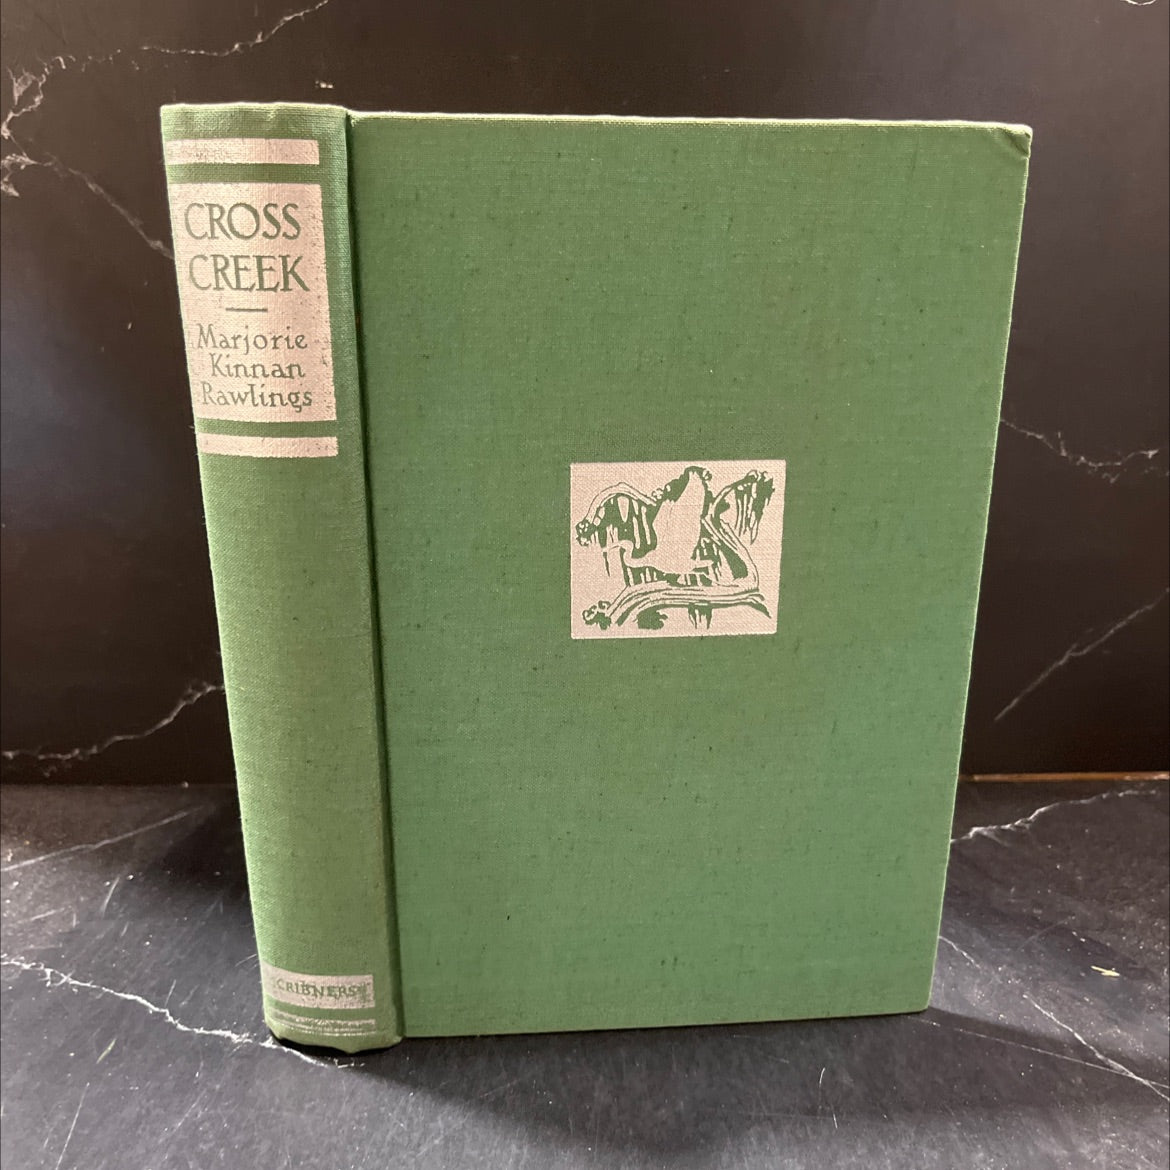 CROSS
CREEK
Marjorie
Kinnan
Rawlings
SCRIBNERS